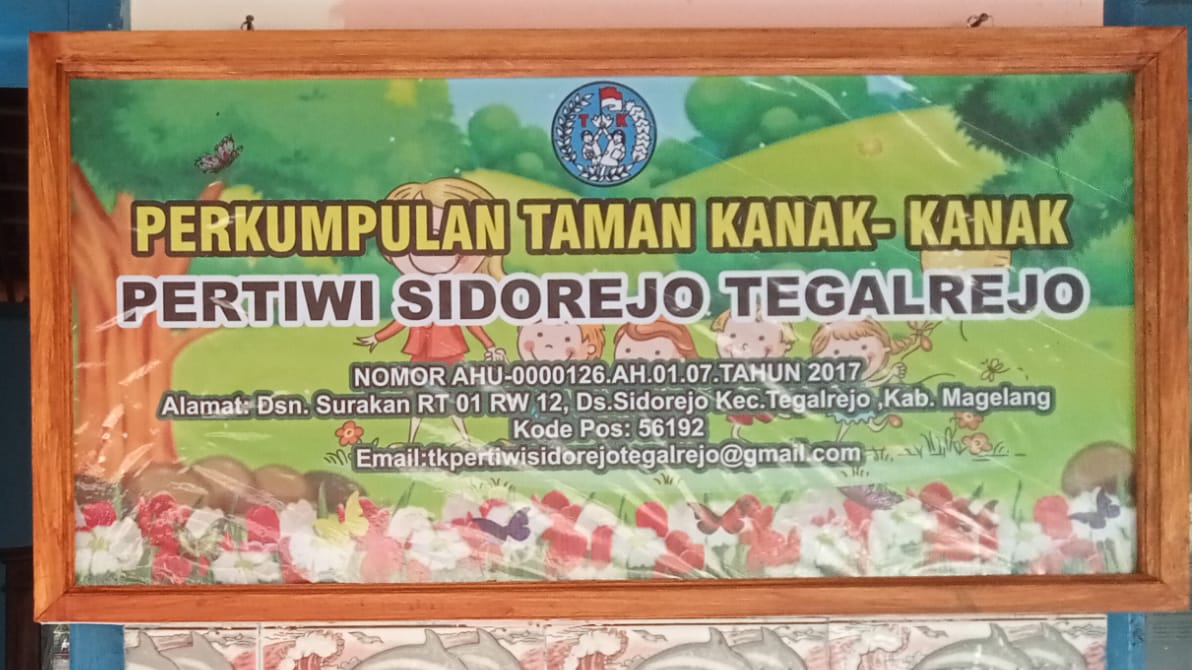 T K
PERKUMPULAN TAMAN KANAK- KANAK
PERTIWI SIDOREJO TEGALREJO
NOMOR AHU-0000126.AH.01.07.TAHUN 2017
Alamat: Dsn. Surakan RT 01 RW 12, Ds.Sidorejo Kec.Tegalrejo ,Kab. Magelang
Kode Pos: 56192
Email:tkpertiwisidorejotegalrejo@gmail.com